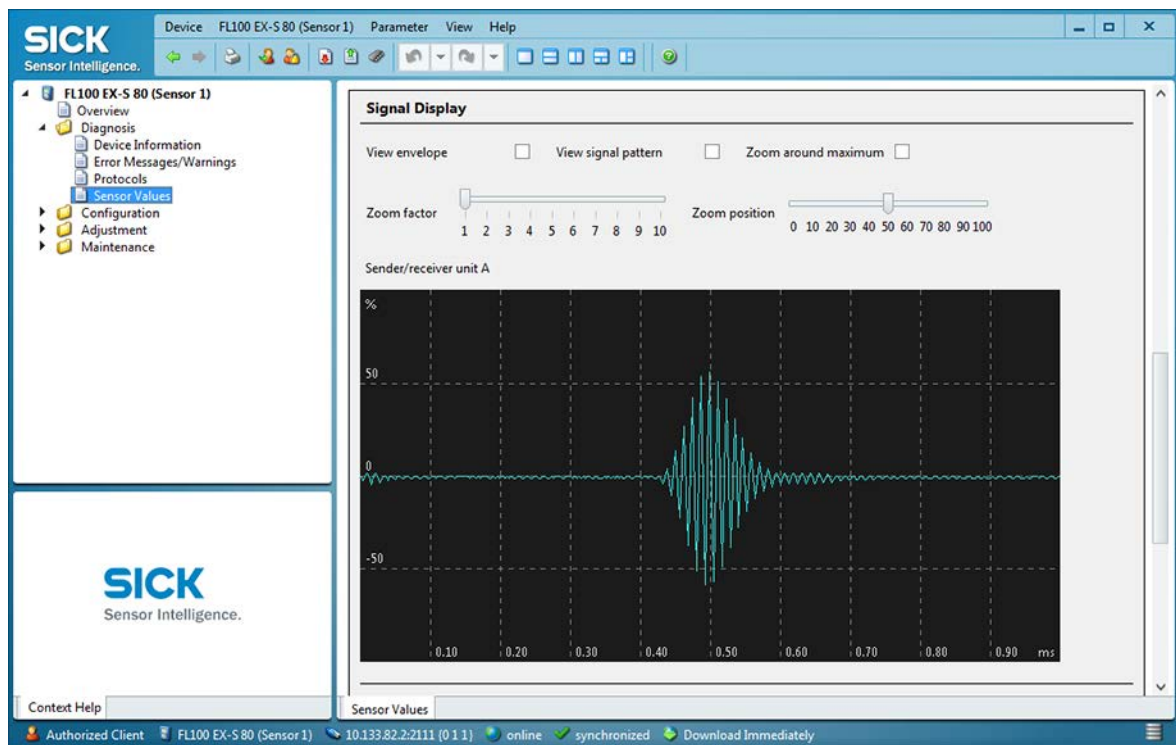 SICK
Sensor Intelligence.
Device FL100 EX-S 80 (Sensor 1) Parameter View Help
FL100 EX-S 80 (Sensor 1)
Overview
Diagnosis
Device Information
Error Messages/Warnings
Protocols
Sensor Values
Configuration
Adjustment
Maintenance
SICK
Sensor Intelligence.
Context Help
Signal Display
View envelope View signal pattern Zoom around maximum
Zoom factor 1 2 3 4 5 6 7 8 9 10 Zoom position 0 10 20 30 40 50 60 70 80 90 100
Sender/receiver unit A
%
50
0
-50
0.10 0.20 0.30 0.40 0.50 0.60 0.70 0.80 0.90 ms
Sensor Values
Authorized Client FL100 EX-S 80 (Sensor 1) 10.133.82.2:2111 {0 1 1} online synchronized Download Immediately